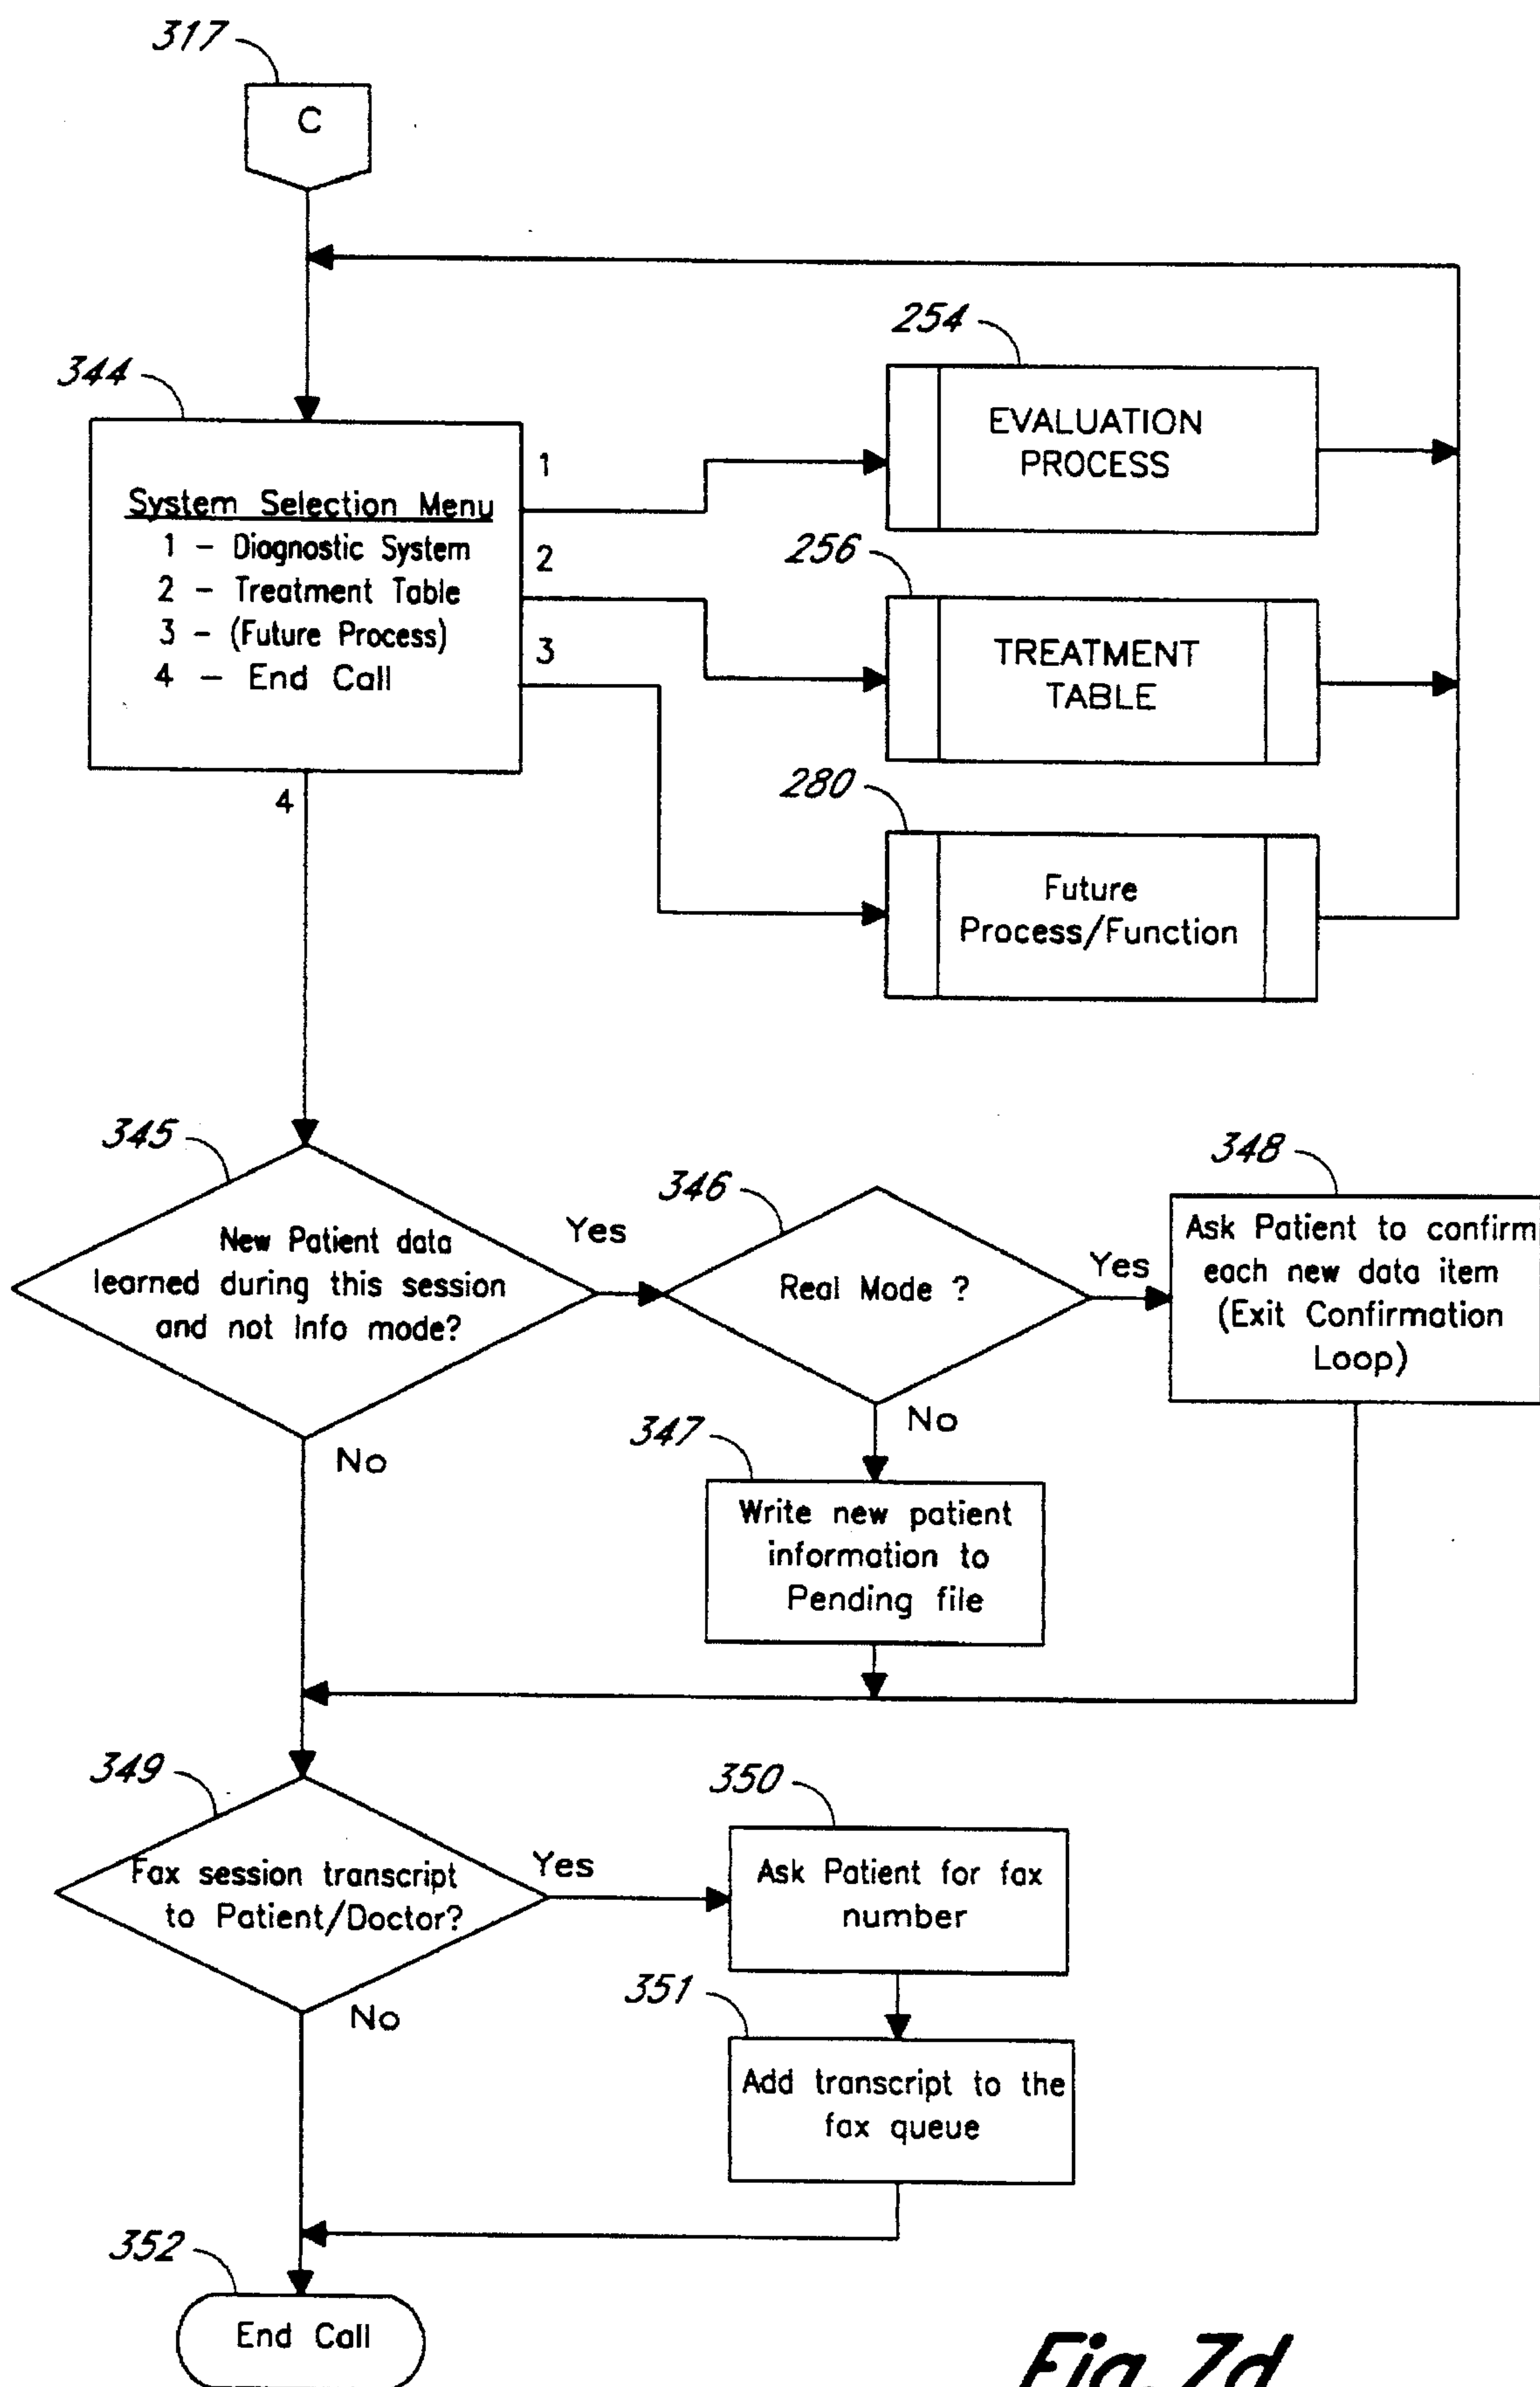 317
C
254
344
EVALUATION
PROCESS
1
System Selection Menu
1 - Diagnostic System
2 - Treatment Table
3 - (Future Process)
4 - End Call
2
256
3
TREATMENT
TABLE
280
4
Future
Process/Function
345
New Patient data
learned during this session
and not Info mode?
Yes
346
Real Mode ?
Yes
348
Ask Patient to confirm
each new data item
(Exit Confirmation
Loop)
No
No
347
Write new patient
information to
Pending file
349
Fax session transcript
to Patient/Doctor?
Yes
350
Ask Patient for fax
number
No
351
Add transcript to the
fax queue
352
End Call
Fig. 7d